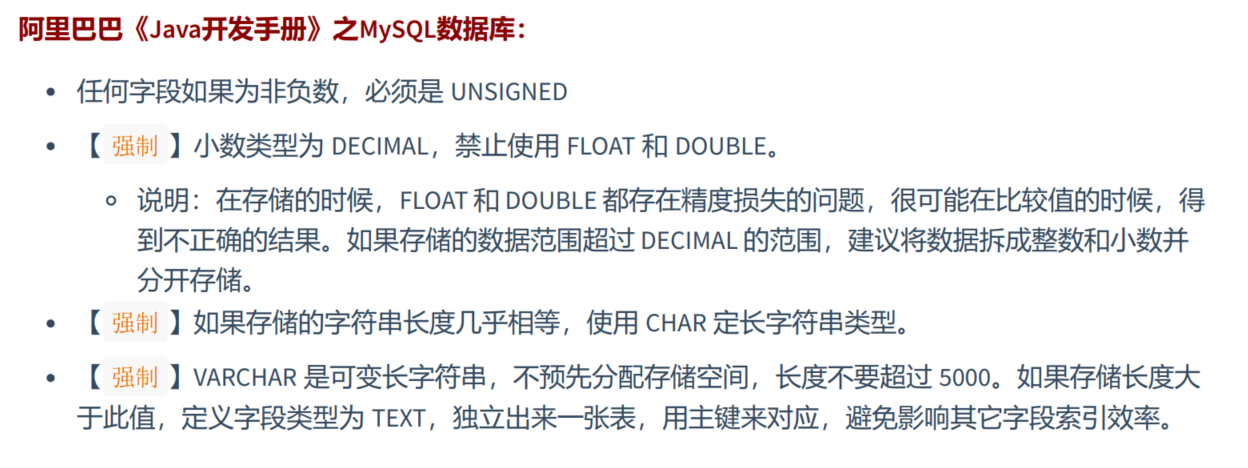 阿里巴巴《Java开发手册》之MySQL数据库：
任何字段如果为非负数，必须是 UNSIGNED
【强制】小数类型为 DECIMAL，禁止使用 FLOAT 和 DOUBLE。
说明：在存储的时候，FLOAT 和 DOUBLE 都存在精度损失的问题，很可能在比较值的时候，得
到不正确的结果。如果存储的数据范围超过 DECIMAL 的范围，建议将数据拆成整数和小数并
分开存储。
【强制】如果存储的字符串长度几乎相等，使用 CHAR 定长字符串类型。
【强制】VARCHAR 是可变长字符串，不预先分配存储空间，长度不要超过 5000。如果存储长度大
于此值，定义字段类型为 TEXT，独立出来一张表，用主键来对应，避免影响其它字段索引效率。